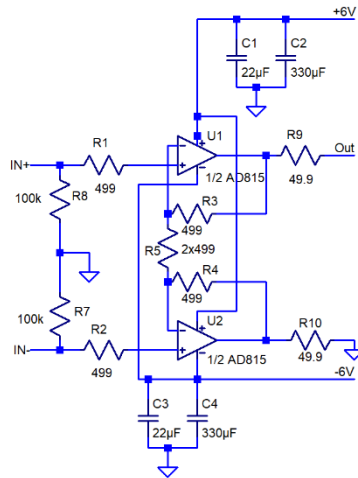 +6V
C1
C2
22µF
330µF
U1
R1
R9
Out
IN+
499
1/2 AD815
49.9
R8
100k
R3
499
R5
2x499
R4
499
100k
R7
U2
R2
R10
IN-
499
1/2 AD815
49.9
-6V
C3
C4
22µF
330µF